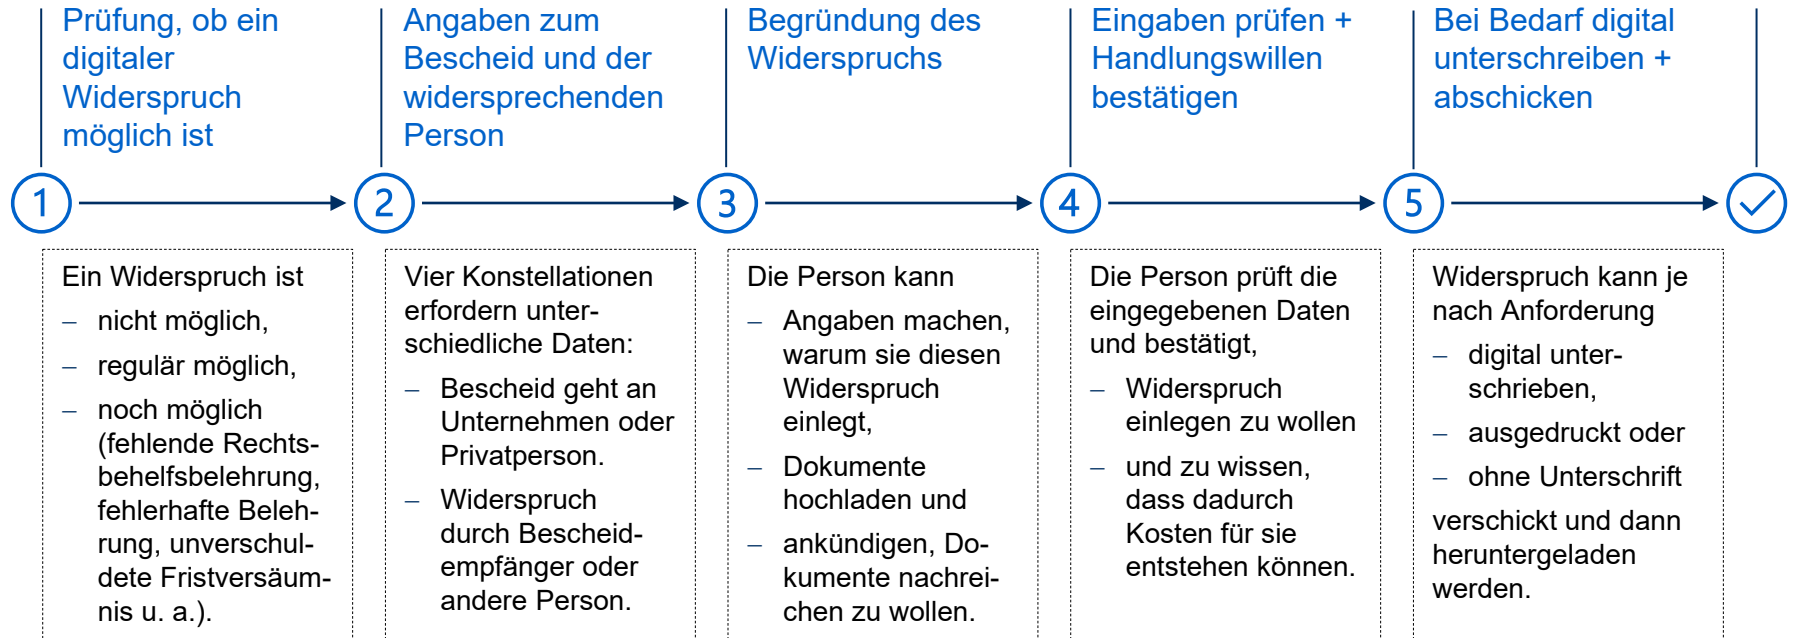 Prüfung, ob ein
digitaler
Widerspruch
möglich ist
Angaben zum
Bescheid und der
widersprechenden
Person
Begründung des
Widerspruchs
Eingaben prüfen +
Handlungswillen
bestätigen
Bei Bedarf digital
unterschreiben +
abschicken
1
2
3
4
5
Ein Widerspruch ist
– nicht möglich,
– regulär möglich,
– noch möglich
(fehlende Rechts-
behelfsbelehrung,
fehlerhafte Beleh-
rung, unverschul-
dete Fristversäum-
nis u. a.).
Vier Konstellationen
erfordern unter-
schiedliche Daten:
– Bescheid geht an
Unternehmen oder
Privatperson.
– Widerspruch
durch Bescheid-
empfänger oder
andere Person.
Die Person kann
– Angaben machen,
warum sie diesen
Widerspruch
einlegt,
– Dokumente
hochladen und
– ankündigen, Do-
kumente nachrei-
chen zu wollen.
Die Person prüft die
eingegebenen Daten
und bestätigt,
– Widerspruch
einlegen zu wollen
– und zu wissen,
dass dadurch
Kosten für sie
entstehen können.
Widerspruch kann je
nach Anforderung
– digital unter-
schrieben,
– ausgedruckt oder
– ohne Unterschrift
verschickt und dann
heruntergeladen
werden.